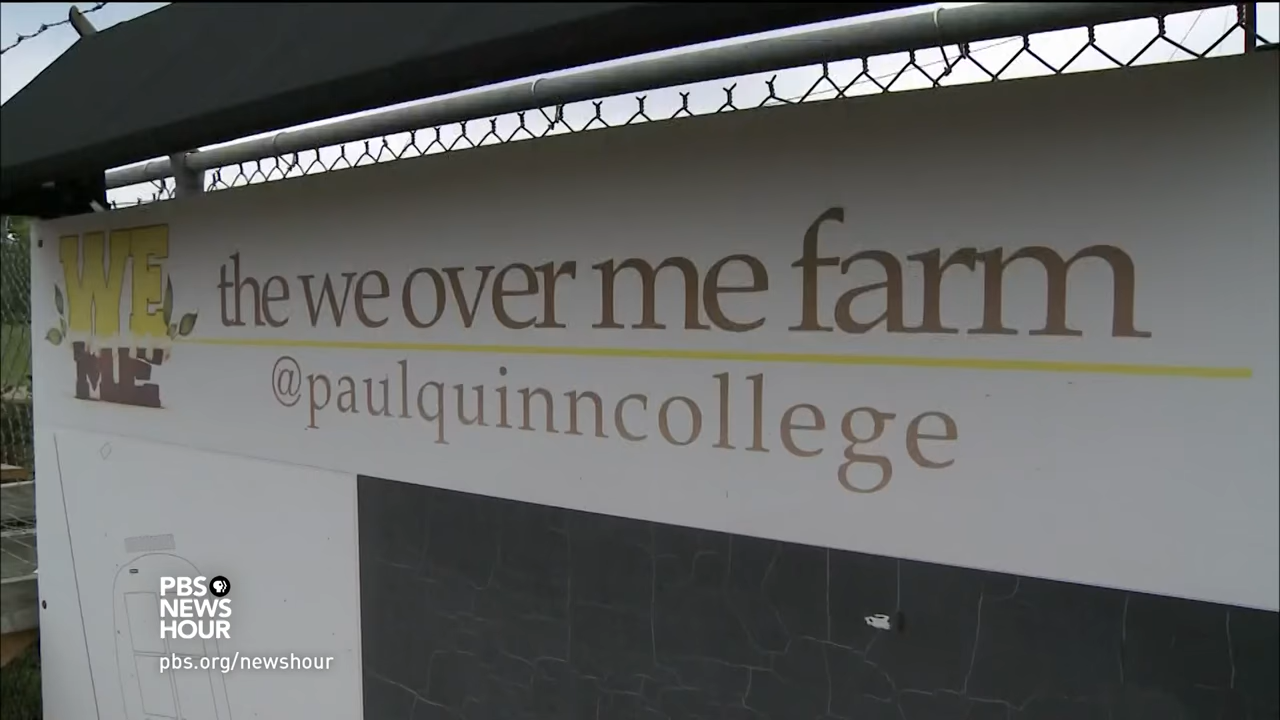 WE
ME
the we over me farm
@paulquinncollege
PBS
NEWS
HOUR
pbs.org/newshour